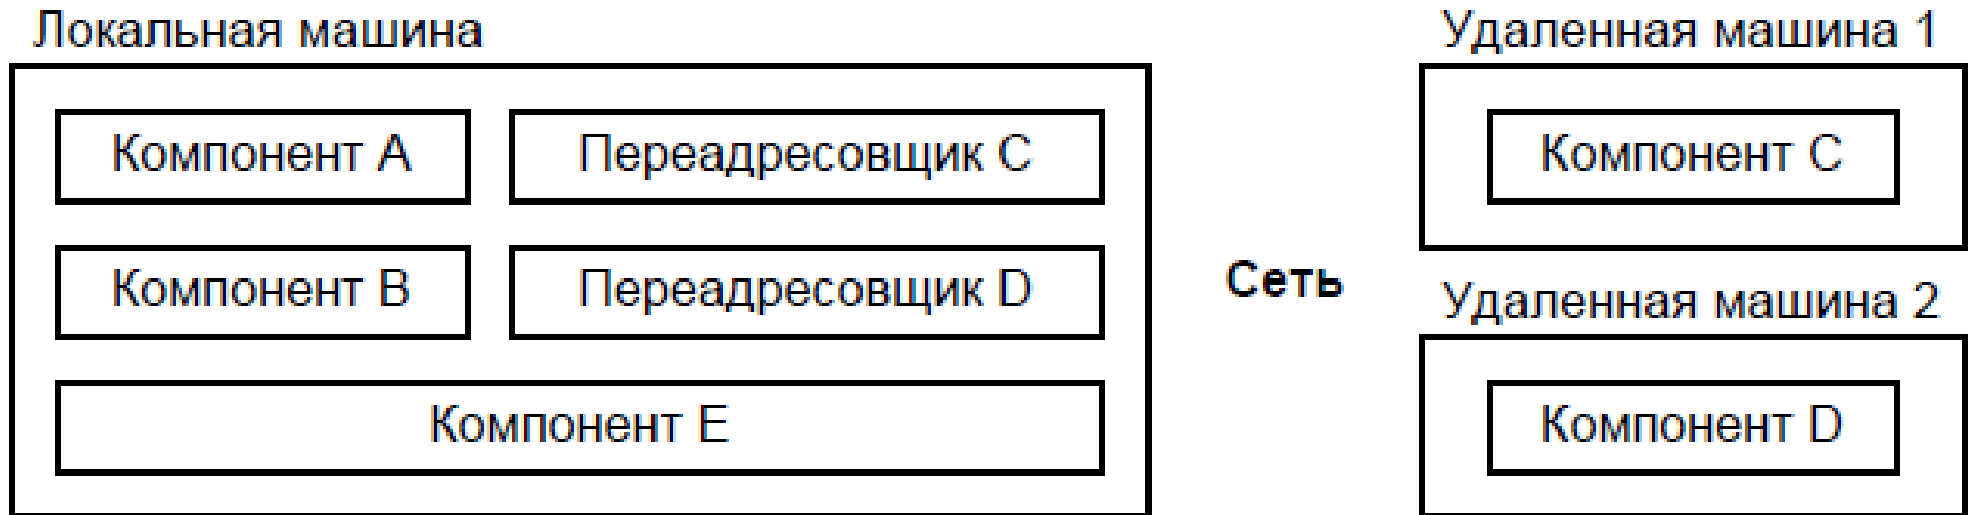 Локальная машина
Компонент A
Переадресовщик C
Компонент B
Переадресовщик D
Компонент E
Сеть
Удаленная машина 1
Компонент C
Удаленная машина 2
Компонент D